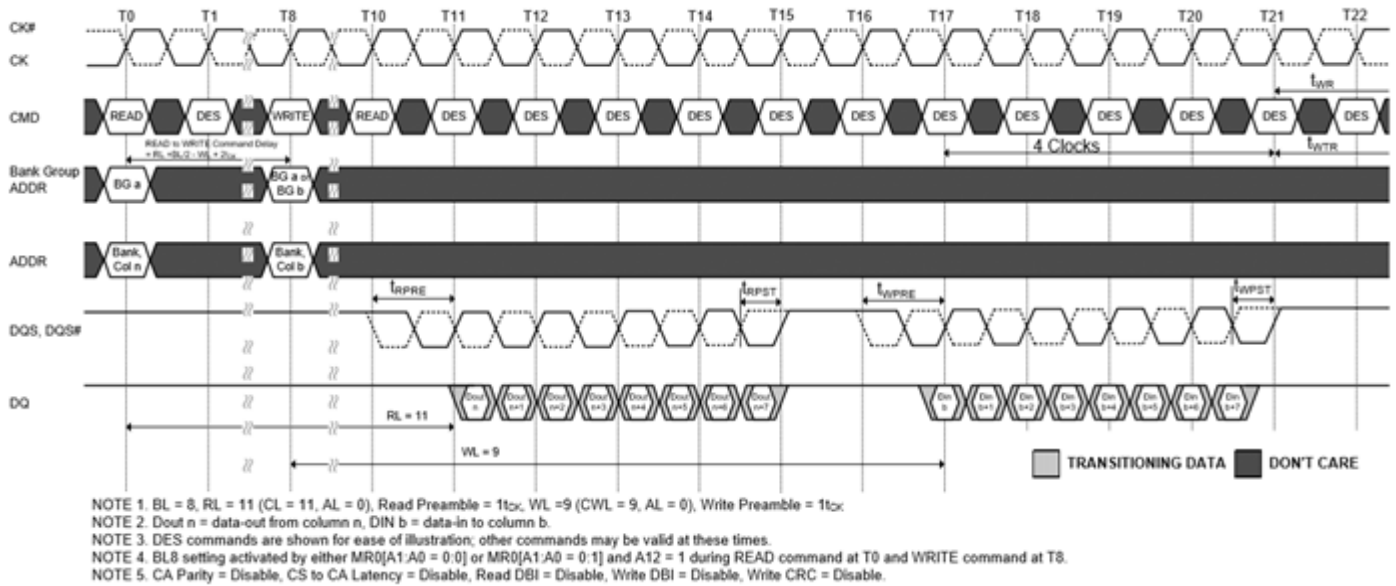 T0 T1 T8 T10 T11 T12 T13 T14 T15 T16 T17 T18 T19 T20 T21 T22
CK#
CK
tWR
CMD READ DES WRITE READ DES DES DES DES DES DES DES DES DES DES DES DES
READ to WRITE Command Delay
= RL +BL/2 - WL + 2tCK
4 Clocks
tWTR
Bank Group
ADDR
BG a
BG a or
BG b
ADDR
Bank,
Col n
Bank,
Col b
tRPRE tRPST tWPRE tWPST
DQS, DQS#
DQ
Dout
n
Dout
n+1
Dout
n+2
Dout
n+3
Dout
n+4
Dout
n+5
Dout
n+6
Dout
n+7
Din
b
Din
b+1
Din
b+2
Din
b+3
Din
b+4
Din
b+5
Din
b+6
Din
b+7
RL = 11
WL = 9
TRANSITIONING DATA DON'T CARE
NOTE 1. BL = 8, RL = 11 (CL = 11, AL = 0), Read Preamble = 1tCK, WL =9 (CWL = 9, AL = 0), Write Preamble = 1tCK
NOTE 2. Dout n = data-out from column n, DIN b = data-in to column b.
NOTE 3. DES commands are shown for ease of illustration; other commands may be valid at these times.
NOTE 4. BL8 setting activated by either MR0[A1:A0 = 0:0] or MR0[A1:A0 = 0:1] and A12 = 1 during READ command at T0 and WRITE command at T8.
NOTE 5. CA Parity = Disable, CS to CA Latency = Disable, Read DBI = Disable, Write DBI = Disable, Write CRC = Disable.